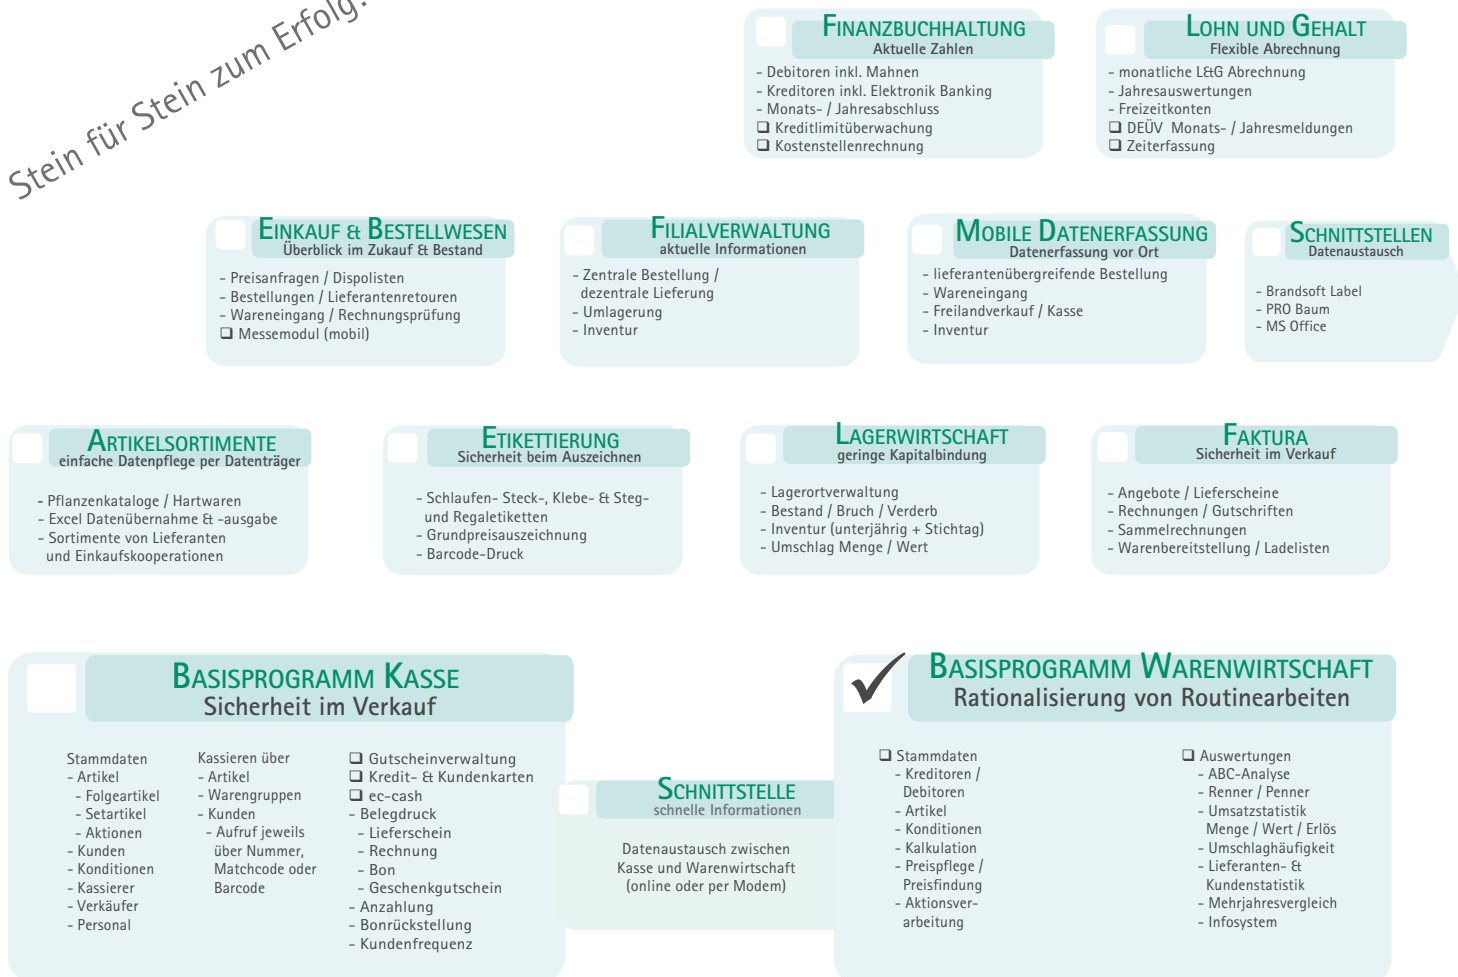 Stein für Stein zum Erfolg.
FINANZBUCHHALTUNG
Aktuelle Zahlen
- Debitoren inkl. Mahnen
- Kreditoren inkl. Elektronik Banking
- Monats- / Jahresabschluss
❑ Kreditlimitüberwachung
❑ Kostenstellenrechnung
LOHN UND GEHALT
Flexible Abrechnung
- monatliche L&G Abrechnung
- Jahresauswertungen
- Freizeitkonten
❑ DEÜV Monats- / Jahresmeldungen
❑ Zeiterfassung
EINKAUF & BESTELLWESEN
Überblick im Zukauf & Bestand
- Preisanfragen / Dispolisten
- Bestellungen / Lieferantenretouren
- Wareneingang / Rechnungsprüfung
❑ Messemodul (mobil)
FILIALVERWALTUNG
aktuelle Informationen
- Zentrale Bestellung /
dezentrale Lieferung
- Umlagerung
- Inventur
MOBILE DATENERFASSUNG
Datenerfassung vor Ort
- lieferantenübergreifende Bestellung
- Wareneingang
- Freilandverkauf / Kasse
- Inventur
SCHNITTSTELLEN
Datenaustausch
- Brandsoft Label
- PRO Baum
- MS Office
ARTIKELSORTIMENTE
einfache Datenpflege per Datenträger
- Pflanzenkataloge / Hartwaren
- Excel Datenübernahme & -ausgabe
- Sortimente von Lieferanten
und Einkaufskooperationen
ETIKETTIERUNG
Sicherheit beim Auszeichnen
- Schlaufen- Steck-, Klebe- & Steg-
und Regaletiketten
- Grundpreisauszeichnung
- Barcode-Druck
LAGERWIRTSCHAFT
geringe Kapitalbindung
- Lagerortverwaltung
- Bestand / Bruch / Verderb
- Inventur (unterjährig + Stichtag)
- Umschlag Menge / Wert
FAKTURA
Sicherheit im Verkauf
- Angebote / Lieferscheine
- Rechnungen / Gutschriften
- Sammelrechnungen
- Warenbereitstellung / Ladelisten
BASISPROGRAMM KASSE
Sicherheit im Verkauf
Stammdaten
- Artikel
- Folgeartikel
- Setartikel
- Aktionen
- Kunden
- Konditionen
- Kassierer
- Verkäufer
- Personal
Kassieren über
- Artikel
- Warengruppen
- Kunden
- Aufruf jeweils
über Nummer,
Matchcode oder
Barcode
❑ Gutscheinverwaltung
❑ Kredit- & Kundenkarten
❑ ec-cash
- Belegdruck
- Lieferschein
- Rechnung
- Bon
- Geschenkgutschein
- Anzahlung
- Bonrückstellung
- Kundenfrequenz
SCHNITTSTELLE
schnelle Informationen
Datenaustausch zwischen
Kasse und Warenwirtschaft
(online oder per Modem)
BASISPROGRAMM WARENWIRTSCHAFT
Rationalisierung von Routinearbeiten
❑ Stammdaten
- Kreditoren /
Debitoren
- Artikel
- Konditionen
- Kalkulation
- Preispflege /
Preisfindung
- Aktionsver-
arbeitung
❑ Auswertungen
- ABC-Analyse
- Renner / Penner
- Umsatzstatistik
Menge / Wert / Erlös
- Umschlaghäufigkeit
- Lieferanten- &
Kundenstatistik
- Mehrjahresvergleich
- Infosystem